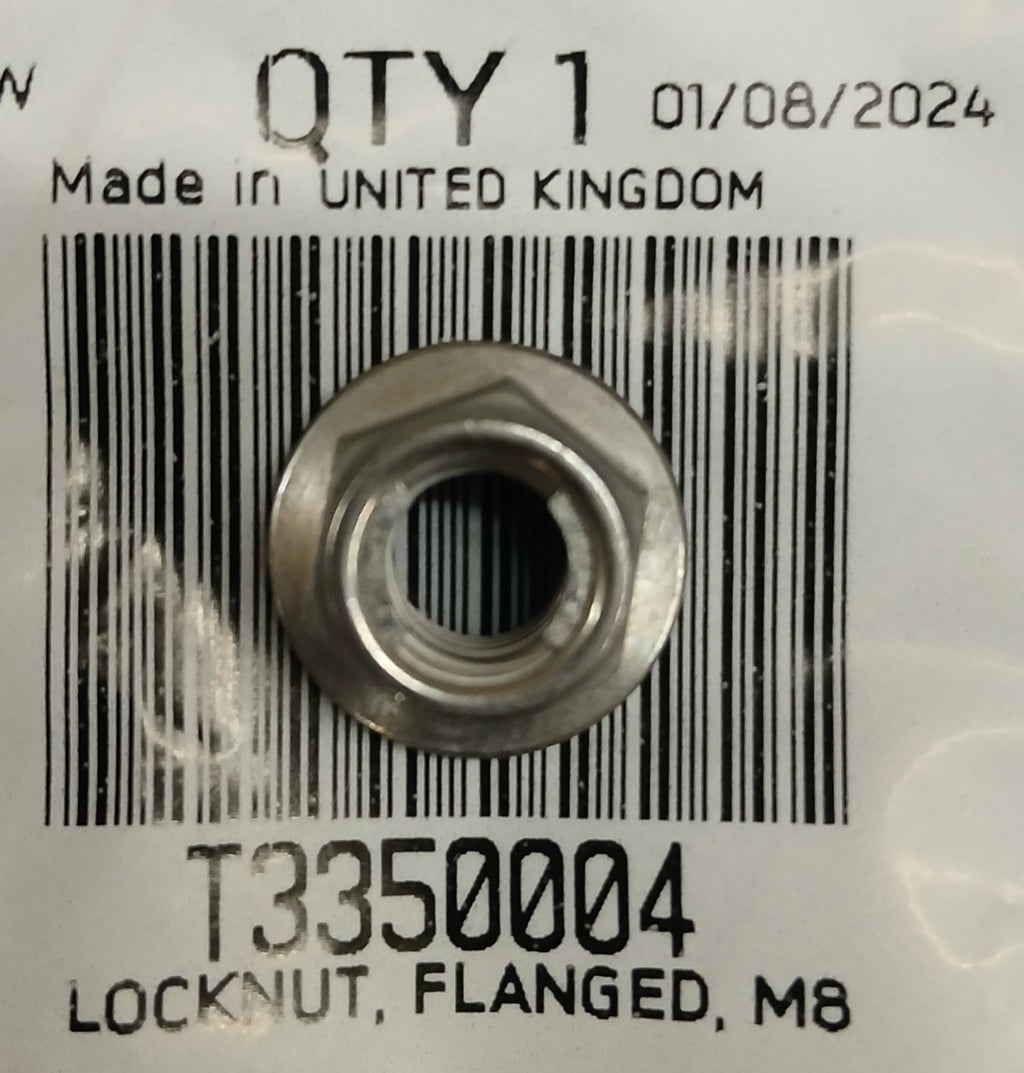 W QTY 1 01/08/2024
Made in UNITED KINGDOM
T3350004
LOCKNUT, FLANGED, M8